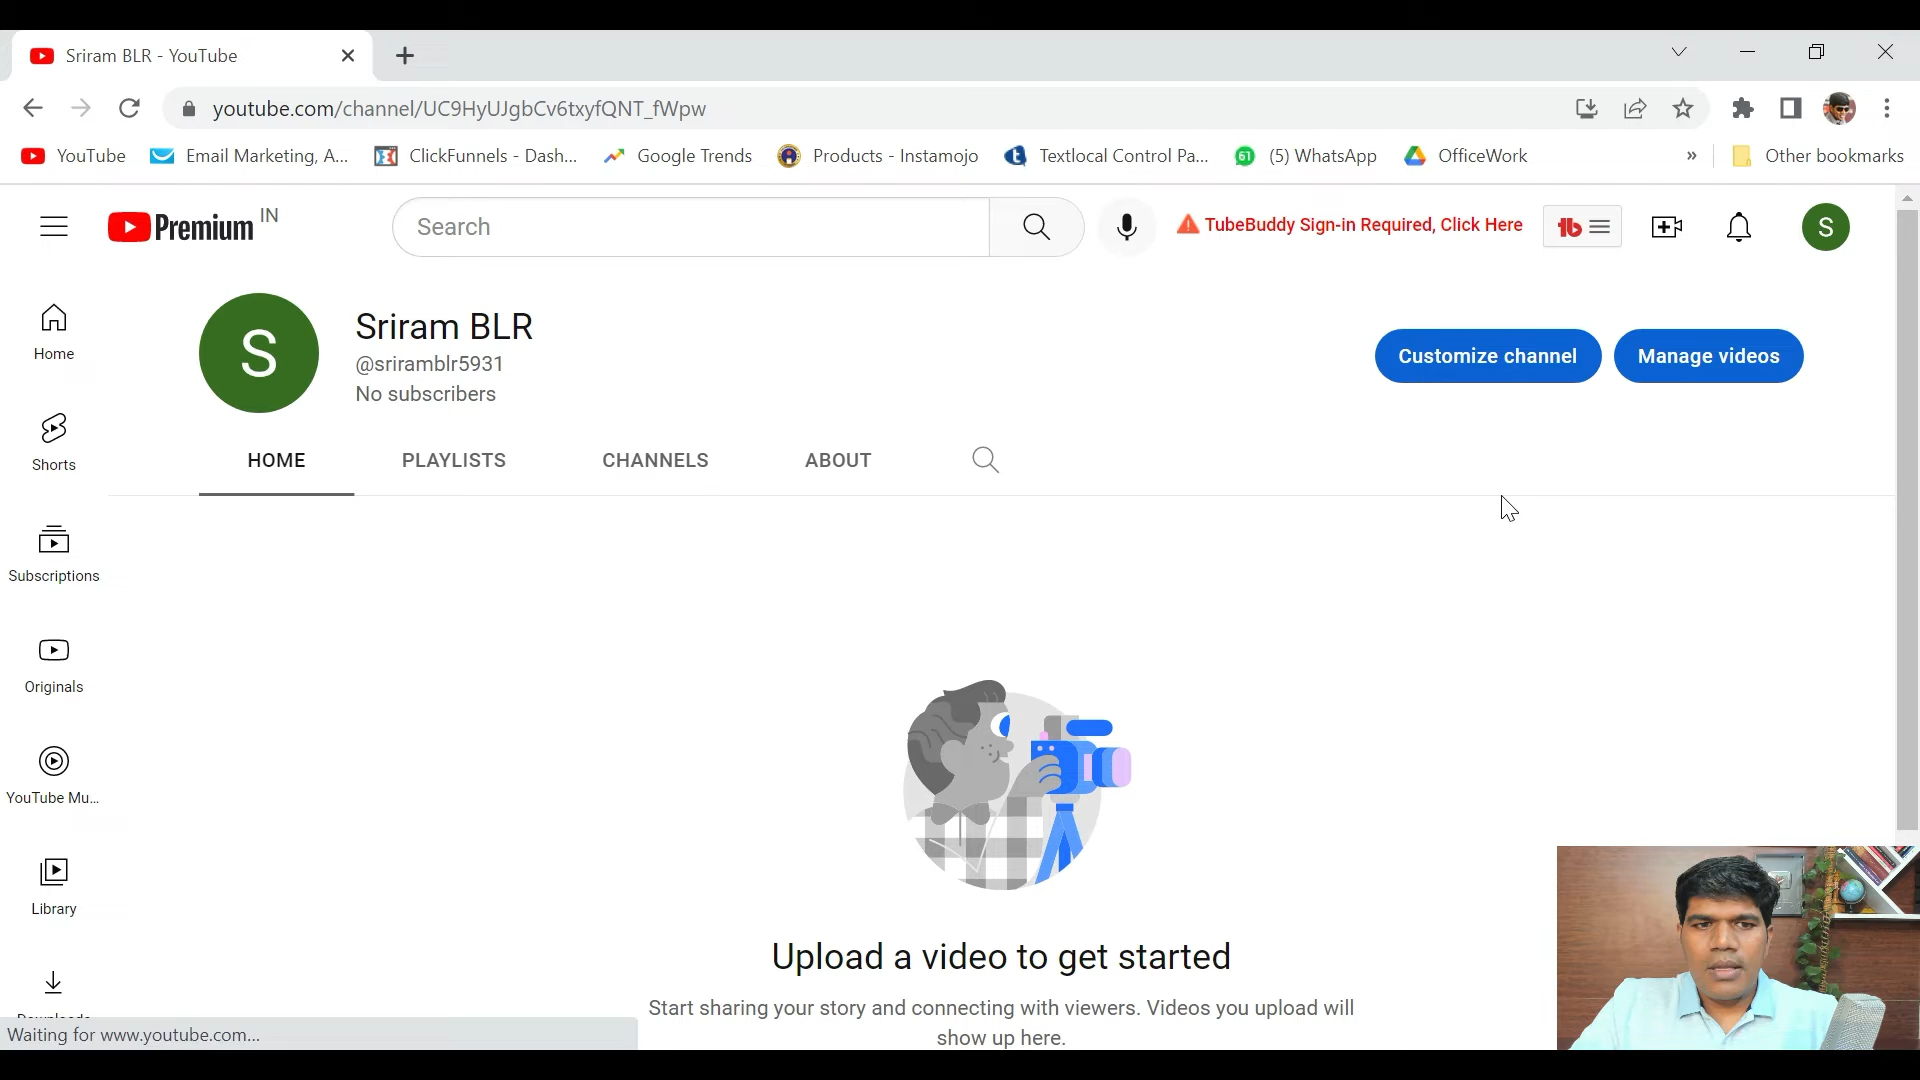 Sriram BLR - YouTube
youtube.com/channel/UC9HyUJgbCv6txyfQNT_fWpw
YouTube
Email Marketing, A...
ClickFunnels - Dash...
Google Trends
Products - Instamojo
Textlocal Control Pa...
61
(5) WhatsApp
OfficeWork
»
Other bookmarks
Premium IN
Search
TubeBuddy Sign-in Required, Click Here
tb
S
S
Sriram BLR
@sriramblr5931
No subscribers
Customize channel
Manage videos
HOME
PLAYLISTS
CHANNELS
ABOUT
Home
Shorts
Subscriptions
Originals
YouTube Mu...
Library
Downloads
Upload a video to get started
Start sharing your story and connecting with viewers. Videos you upload will
show up here.
Waiting for www.youtube.com...